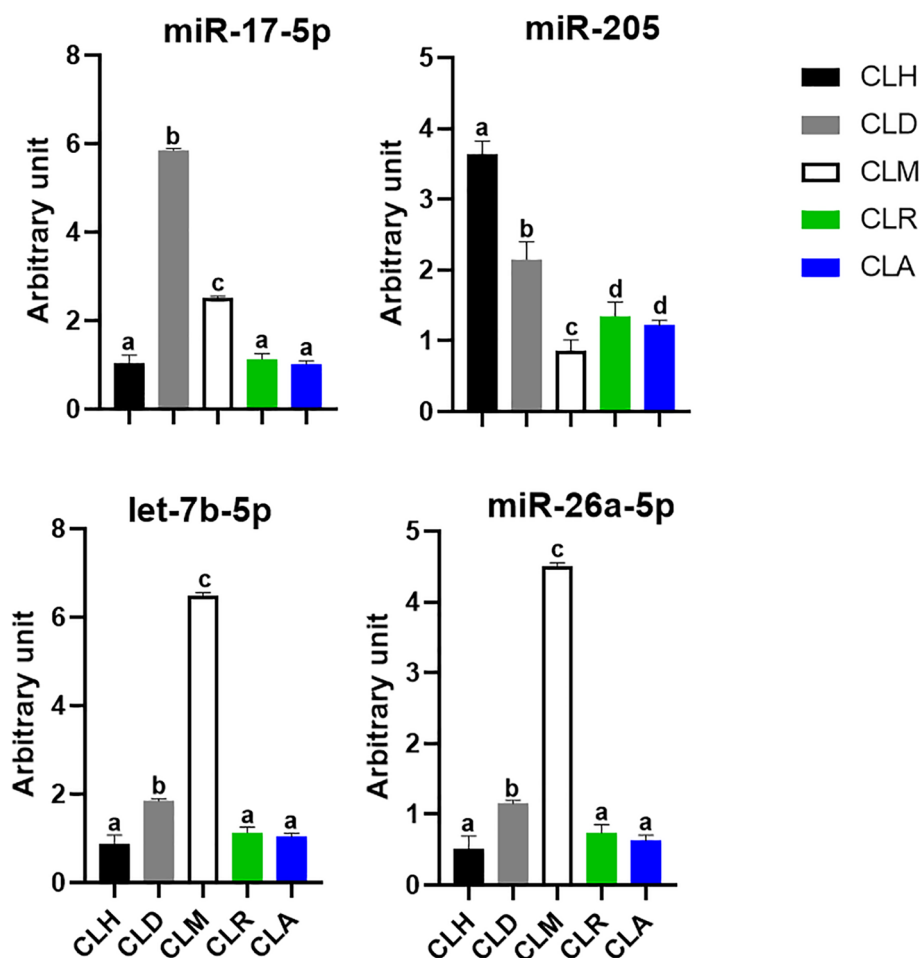 miR-17-5p
Arbitrary unit
8
6
4
2
0
a
b
c
a
a
miR-205
Arbitrary unit
5
4
3
2
1
0
a
b
c
d
d
CLH
CLD
CLM
CLR
CLA
let-7b-5p
Arbitrary unit
8
6
4
2
0
a
b
c
a
a
CLH
CLD
CLM
CLR
CLA
miR-26a-5p
Arbitrary unit
5
4
3
2
1
0
a
b
c
a
a
CLH
CLD
CLM
CLR
CLA